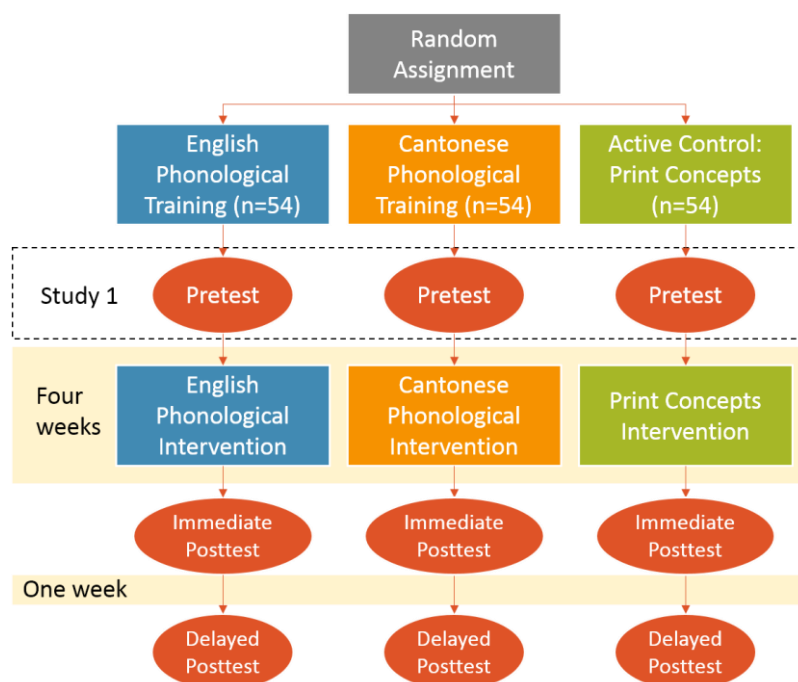 Random
Assignment
English
Phonological
Training (n=54)
Cantonese
Phonological
Training (n=54)
Active Control:
Print Concepts
(n=54)
Study 1
Pretest
Pretest
Pretest
Four
weeks
English
Phonological
Intervention
Cantonese
Phonological
Intervention
Print Concepts
Intervention
Immediate
Posttest
Immediate
Posttest
Immediate
Posttest
One week
Delayed
Posttest
Delayed
Posttest
Delayed
Posttest